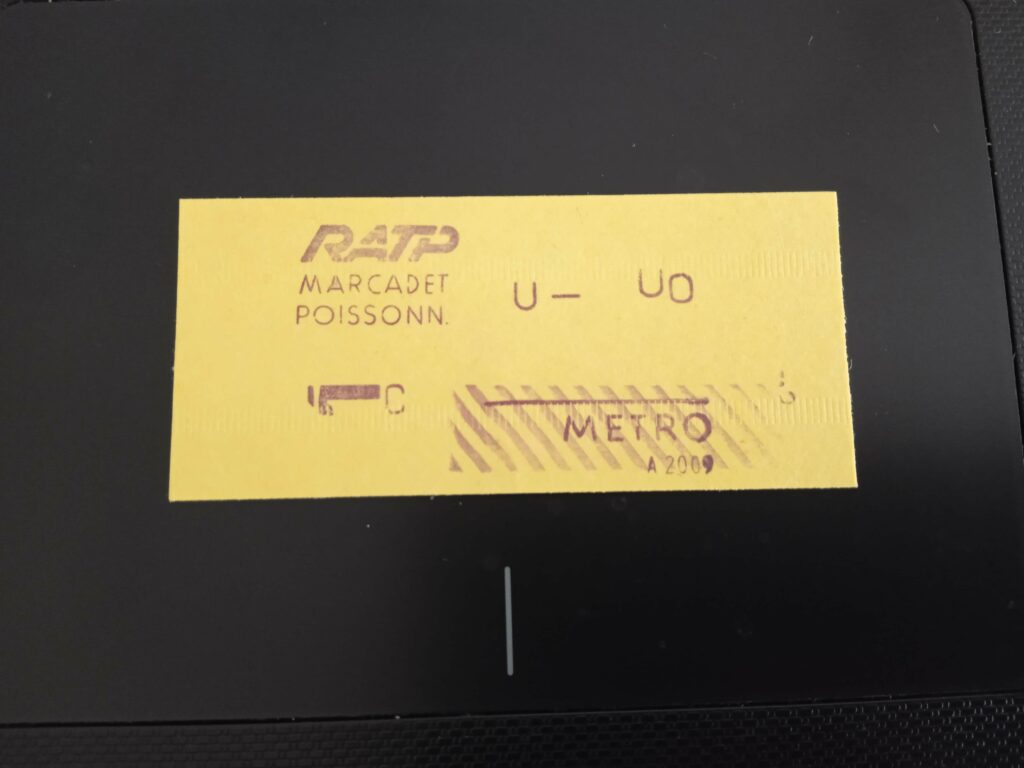 RATP
MARCADET
POISSONN.
U— UO
METRO
A 2009